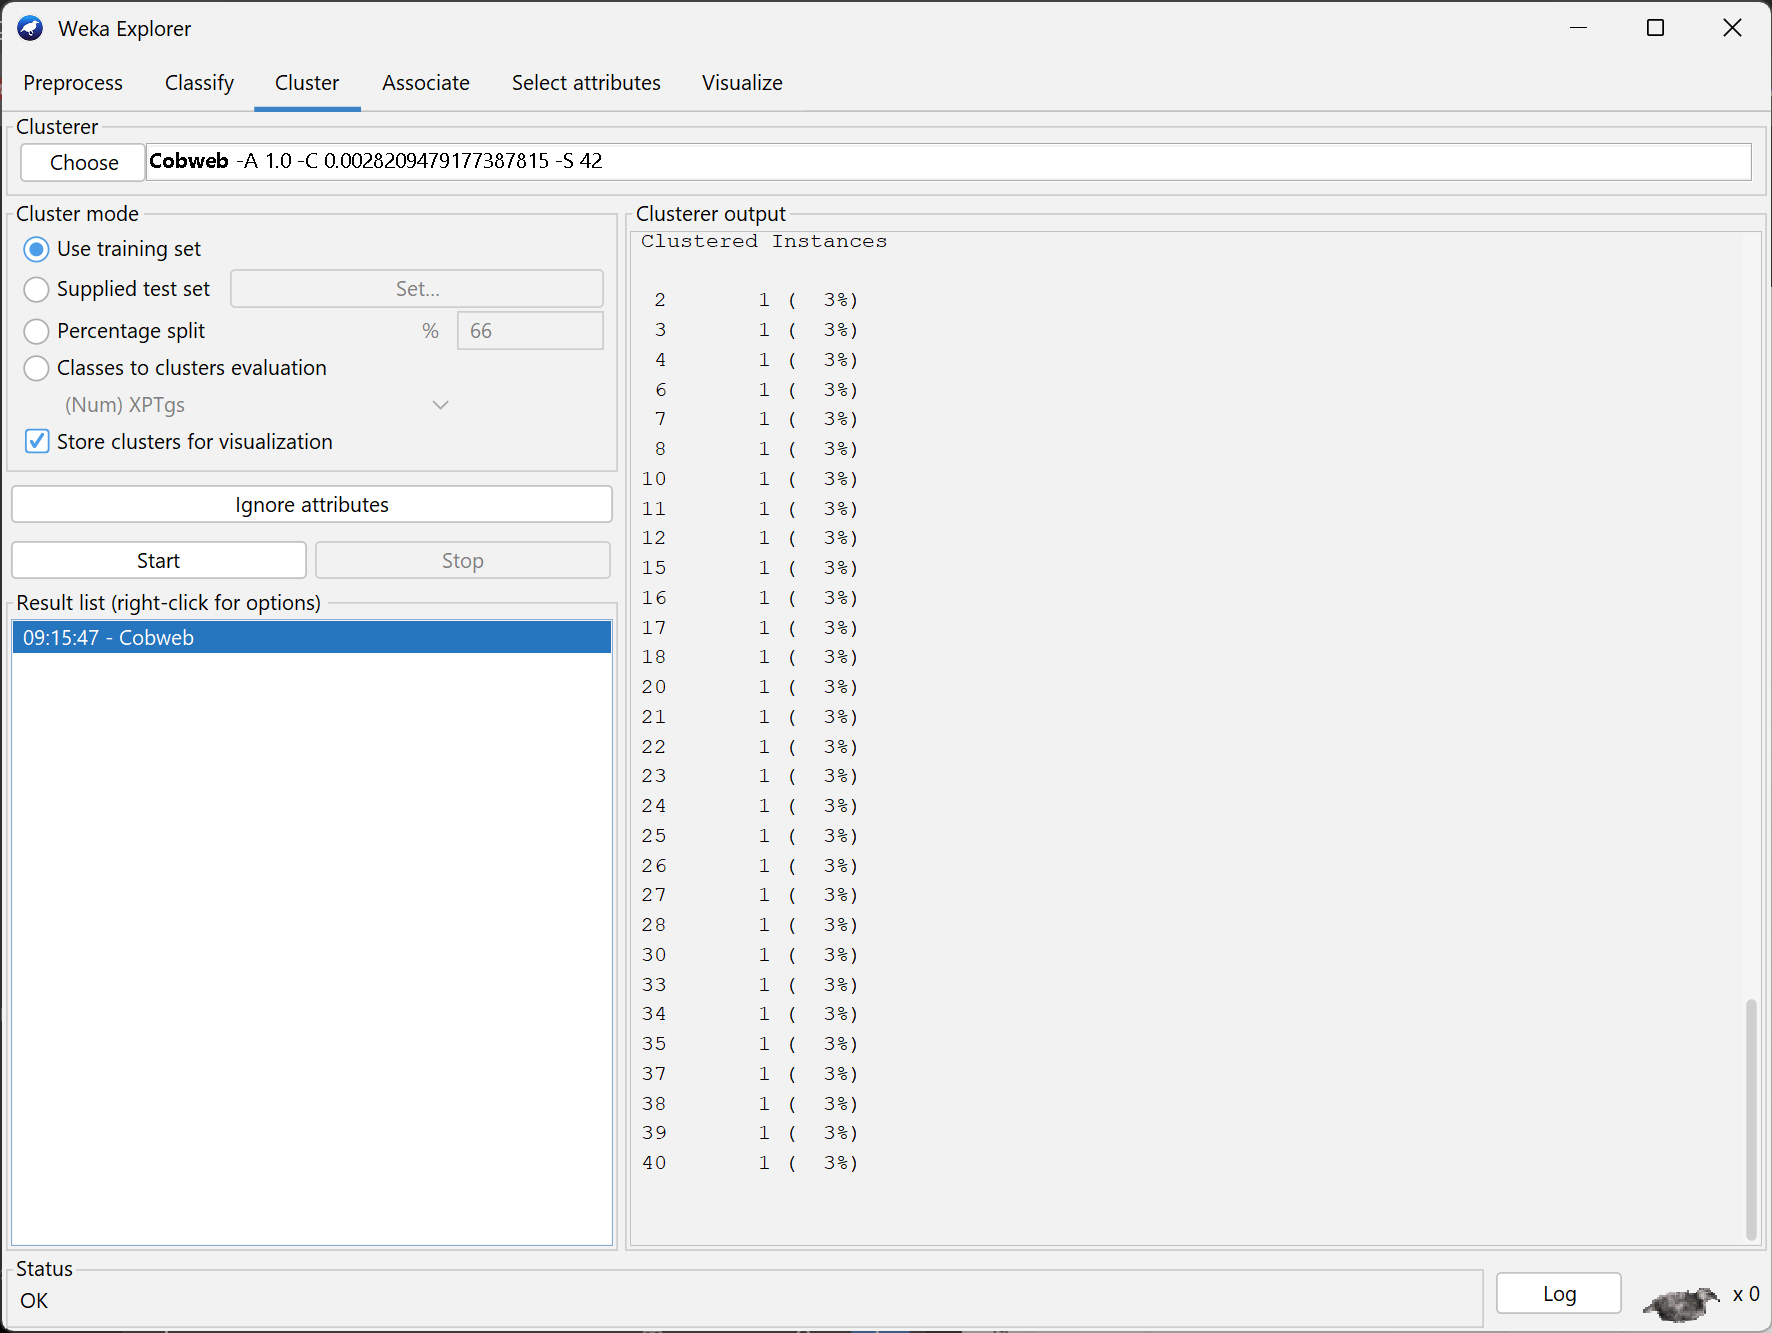 Weka Explorer
Preprocess Classify Cluster Associate Select attributes Visualize
Clusterer
Choose Cobweb -A 1.0 -C 0.0028209479177387815 -S 42
Cluster mode
Use training set
Supplied test set Set...
Percentage split % 66
Classes to clusters evaluation
(Num) XPTgs
Store clusters for visualization
Ignore attributes
Start Stop
Result list (right-click for options)
09:15:47 - Cobweb
Clusterer output
Clustered Instances
2 1 ( 3%)
3 1 ( 3%)
4 1 ( 3%)
6 1 ( 3%)
7 1 ( 3%)
8 1 ( 3%)
10 1 ( 3%)
11 1 ( 3%)
12 1 ( 3%)
15 1 ( 3%)
16 1 ( 3%)
17 1 ( 3%)
18 1 ( 3%)
20 1 ( 3%)
21 1 ( 3%)
22 1 ( 3%)
23 1 ( 3%)
24 1 ( 3%)
25 1 ( 3%)
26 1 ( 3%)
27 1 ( 3%)
28 1 ( 3%)
30 1 ( 3%)
33 1 ( 3%)
34 1 ( 3%)
35 1 ( 3%)
37 1 ( 3%)
38 1 ( 3%)
39 1 ( 3%)
40 1 ( 3%)
Status
OK
Log x 0